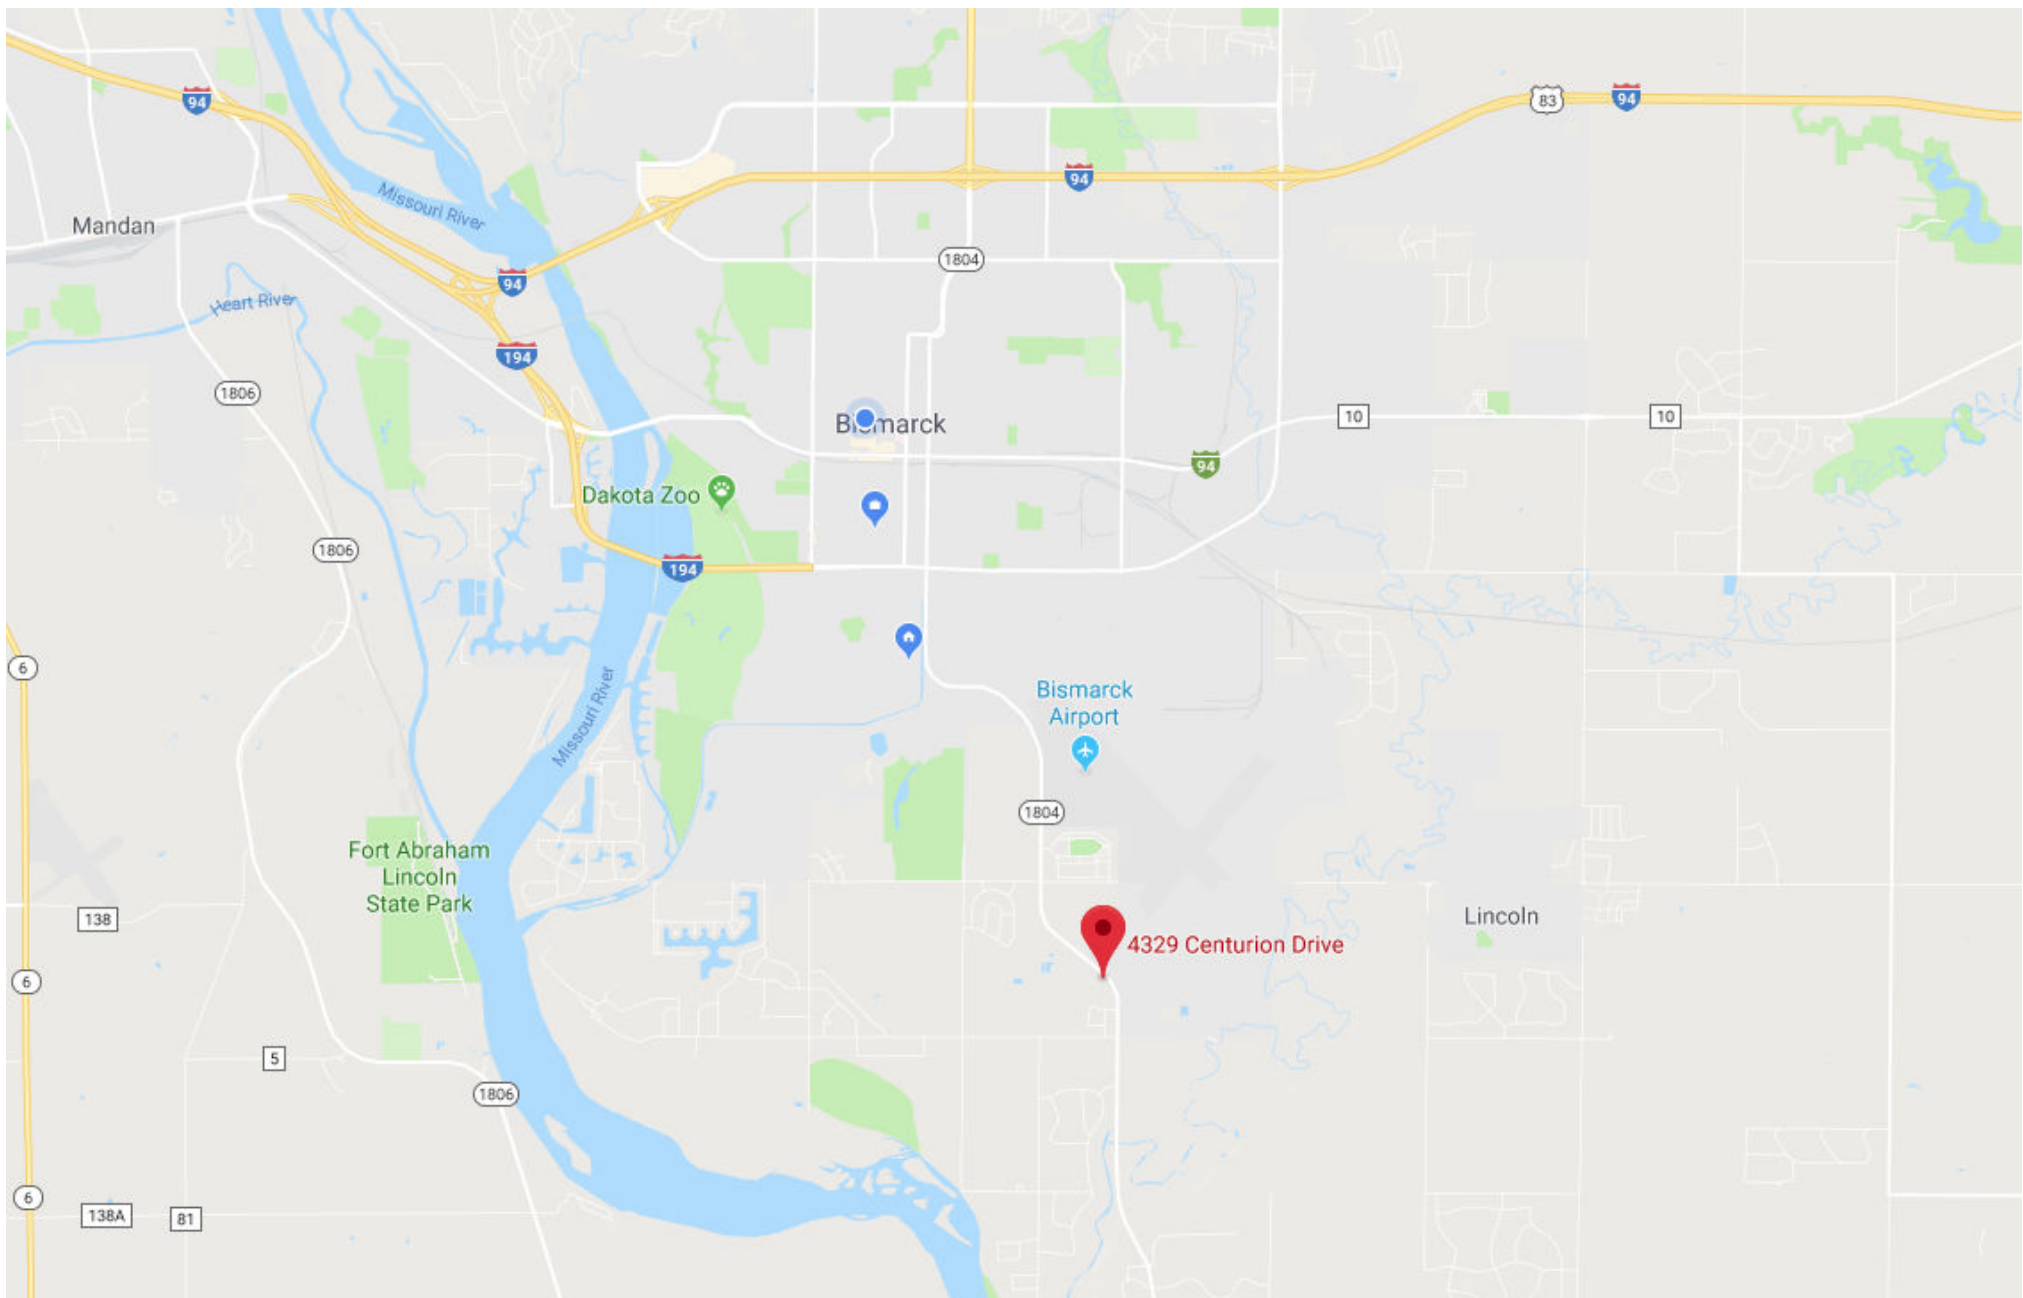 94
83
94
94
Missouri River
Mandan
1804
94
Heart River
194
1806
10
10
Bismarck
94
Dakota Zoo
1806
194
6
Missouri River
Bismarck
Airport
1804
Fort Abraham
Lincoln
State Park
138
Lincoln
4329 Centurion Drive
6
5
1806
6
138A
81